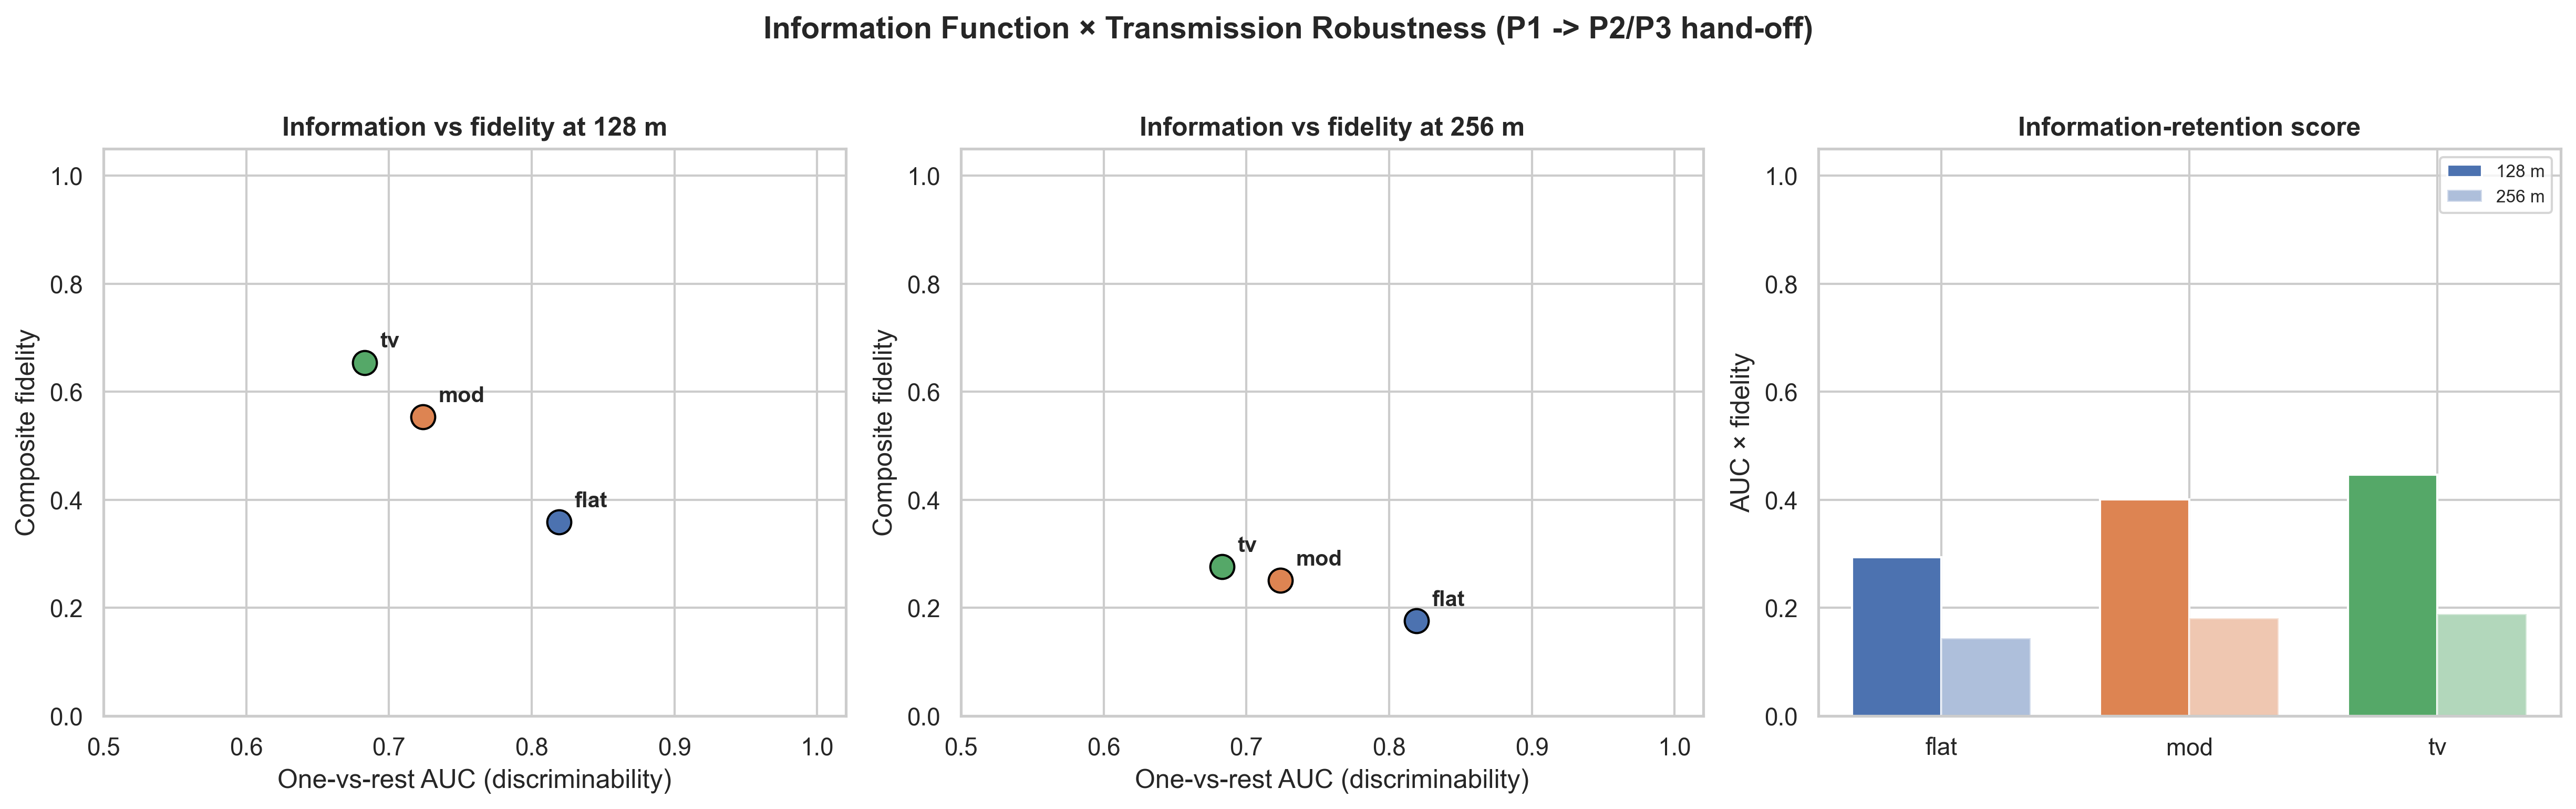 Information Function × Transmission Robustness (P1 -> P2/P3 hand-off)
Information vs fidelity at 128 m
Composite fidelity
1.0
0.8
0.6
0.4
0.2
0.0
tv
mod
flat
0.5 0.6 0.7 0.8 0.9 1.0
One-vs-rest AUC (discriminability)
Information vs fidelity at 256 m
Composite fidelity
1.0
0.8
0.6
0.4
0.2
0.0
tv
mod
flat
0.5 0.6 0.7 0.8 0.9 1.0
One-vs-rest AUC (discriminability)
Information-retention score
AUC × fidelity
1.0
0.8
0.6
0.4
0.2
0.0
128 m
256 m
flat mod tv